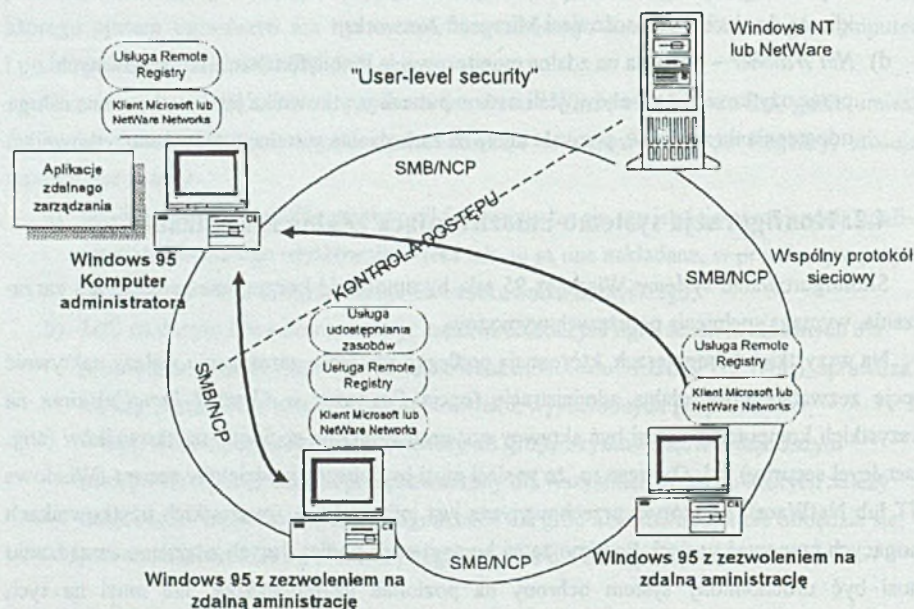 Usługa Remote
Registry
Klient Microsoft lub
NetWare Networks
Aplikacje
zdalnego
zarządzania
Windows 95
Komputer
administratora
"User-level security"
Windows NT
lub NetWare
SMB/NCP
KONTROLA DOSTĘPU
SMB/NCP
Wspólny protokół
sieciowy
SMB/NCP
Usługa
udostępniania
zasobów
Usługa Remote
Registry
Klient Microsoft lub
NetWare Networks
Windows 95 z zezwoleniem na
zdalną aministrację
SMB/NCP
Usługa Remote
Registry
Klient Microsoft lub
NetWare Networks
Windows 95 z zezwoleniem na
zdalną aministrację